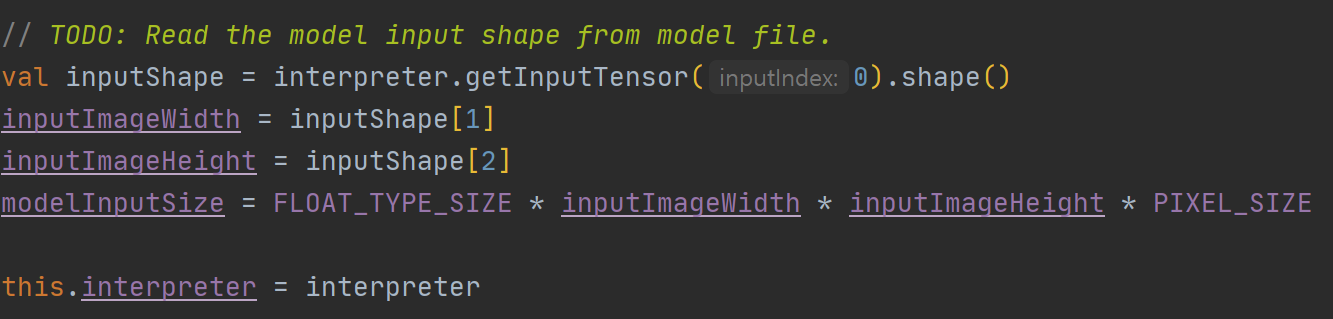 // TODO: Read the model input shape from model file.
val inputShape = interpreter.getInputTensor( inputIndex: 0).shape()
inputImageWidth = inputShape[1]
inputImageHeight = inputShape[2]
modelInputSize = FLOAT_TYPE_SIZE * inputImageWidth * inputImageHeight * PIXEL_SIZE
this.interpreter = interpreter